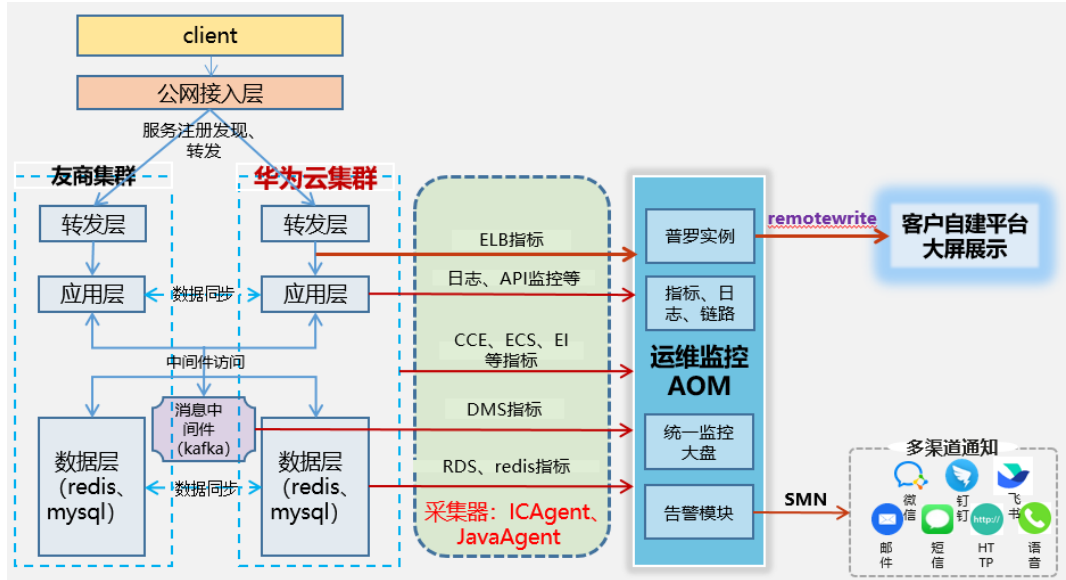 client
公网接入层
服务注册发现、
转发
友商集群
华为云集群
转发层
转发层
应用层
数据同步
应用层
中间件访问
消息中
间件
（kafka）
数据层
（redis、
mysql）
数据同步
数据层
（redis、
mysql）
ELB指标
日志、API监控等
CCE、ECS、EI
等指标
DMS指标
RDS、redis指标
采集器：ICAgent、
JavaAgent
普罗实例
指标、日
志、链路
运维监控
AOM
统一监控
大盘
告警模块
remotewrite
客户自建平台
大屏展示
SMN
多渠道通知
微
信
钉
钉
飞
书
http://
邮
件
短
信
HT
TP
语
音